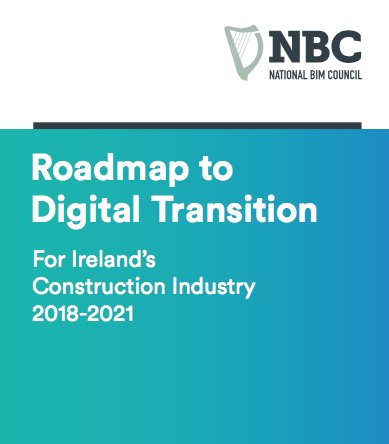 NBC
NATIONAL BIM COUNCIL
Roadmap to
Digital Transition
For Ireland's
Construction Industry
2018-2021